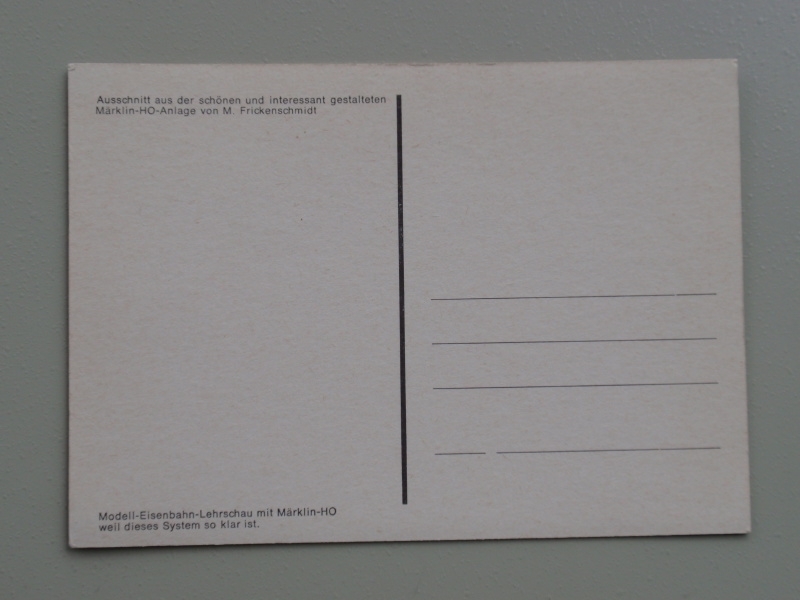 Ausschnitt aus der schönen und interessant gestalteten
Märklin-HO-Anlage von M. Frickenschmidt
Modell-Eisenbahn-Lehrschau mit Märklin-HO
weil dieses System so klar ist.